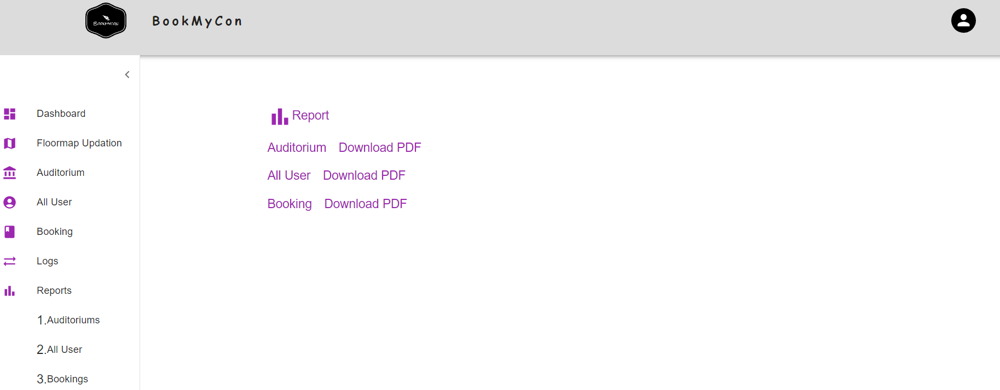 BOOKMYCON
BookMyCon
Dashboard
Floormap Updation
Auditorium
All User
Booking
Logs
Reports
1.Auditoriums
2.All User
3.Bookings
Report
Auditorium Download PDF
All User Download PDF
Booking Download PDF